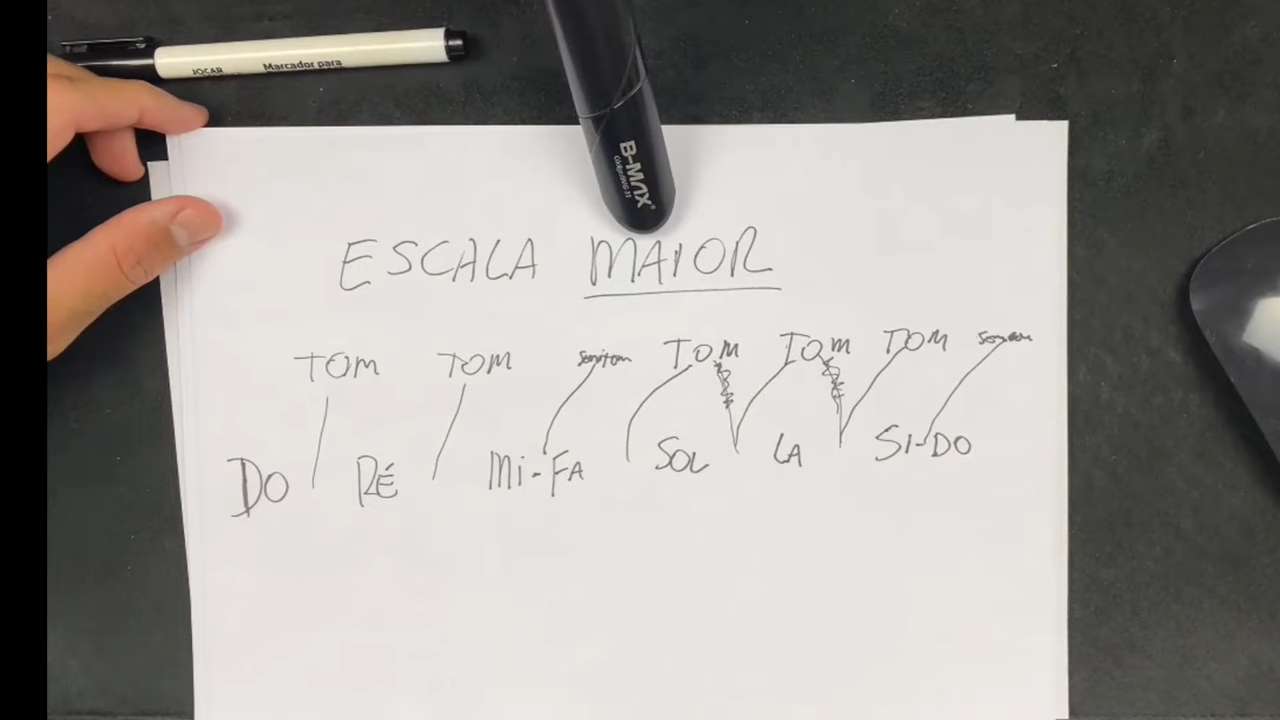 JOCAR Marcador para
B-MAX®
ESCALA MAIOR
TOM TOM Semitom TOM TOM TOM Semitom
DO RÉ Mi-FA SOL LA Si-DO